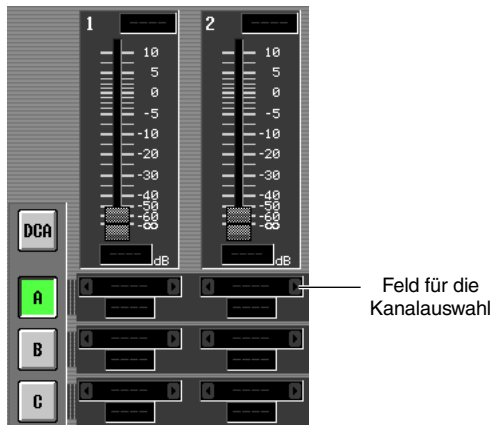 1 ---- 2 ----
10 10
5 5
0 0
-5 -5
-10 -10
-20 -20
-30 -30
-40 -40
-50 -50
-60 -60
-∞ -∞
DCA
---- dB ---- dB
A ---- ---- Feld für die
---- ---- Kanalauswahl
B ---- ----
---- ----
C ---- ----
---- ----